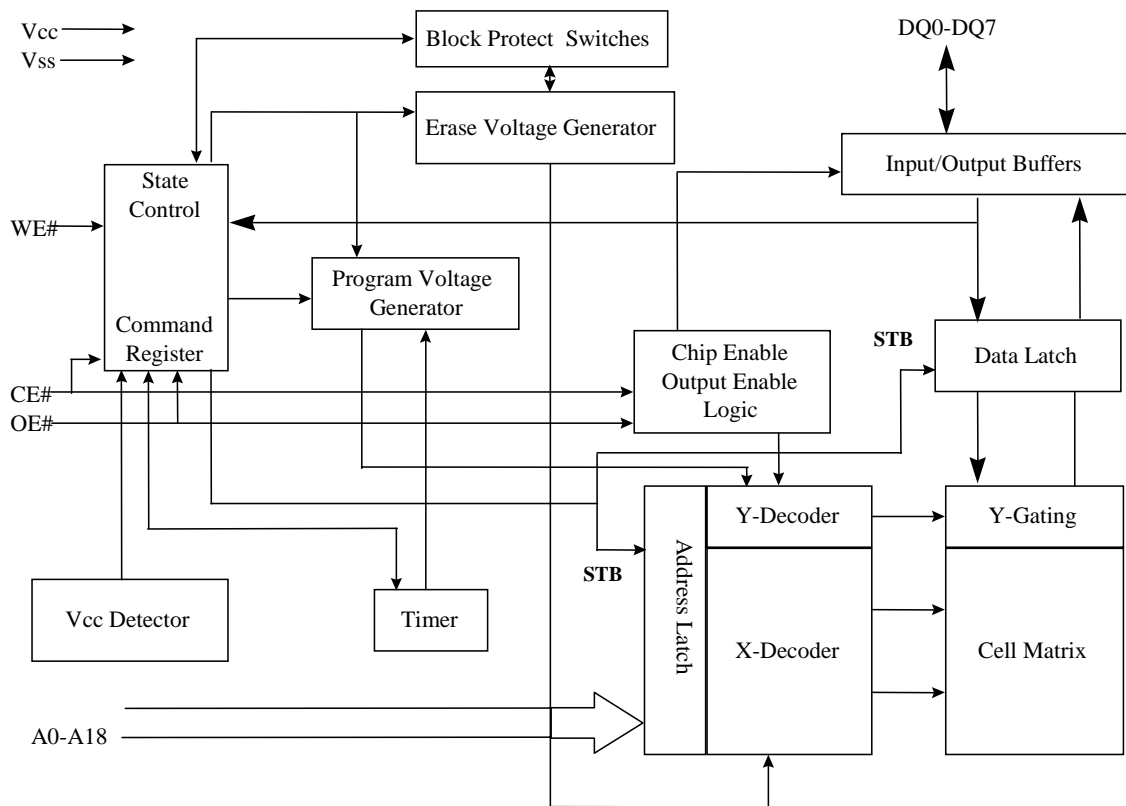 Vcc
Vss
Block Protect Switches
DQ0-DQ7
Erase Voltage Generator
Input/Output Buffers
State
Control
WE#
Program Voltage
Generator
Command
Register
STB
Data Latch
Chip Enable
Output Enable
Logic
CE#
OE#
Y-Decoder
Y-Gating
Address Latch
STB
Vcc Detector
Timer
X-Decoder
Cell Matrix
A0-A18